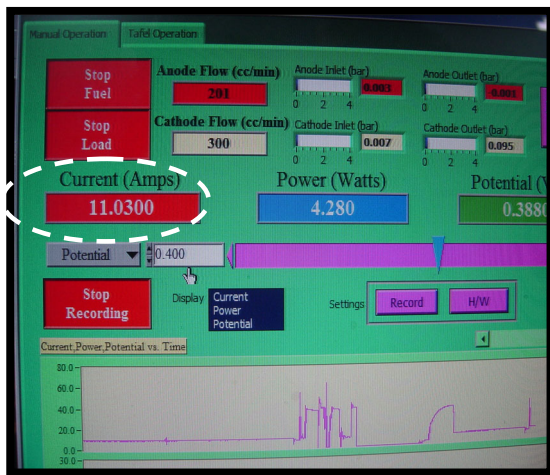 Manual Operation Tafel Operation
Stop Fuel
Anode Flow (cc/min)
201
Anode Inlet (bar)
0.003
0 2 4
Anode Outlet (bar)
0 2 4
Stop Load
Cathode Flow (cc/min)
300
Cathode Inlet (bar)
0.007
0 2 4
Cathode Outlet (bar)
0.095
0 2 4
Current (Amps)
11.0300
Power (Watts)
4.280
Potential (V
0.3880
Potential
0.400
Stop Recording
Display
Current
Power
Potential
Settings
Record
H/W
Current,Power,Potential vs. Time
80.0
60.0
40.0
20.0
0.0
30.0